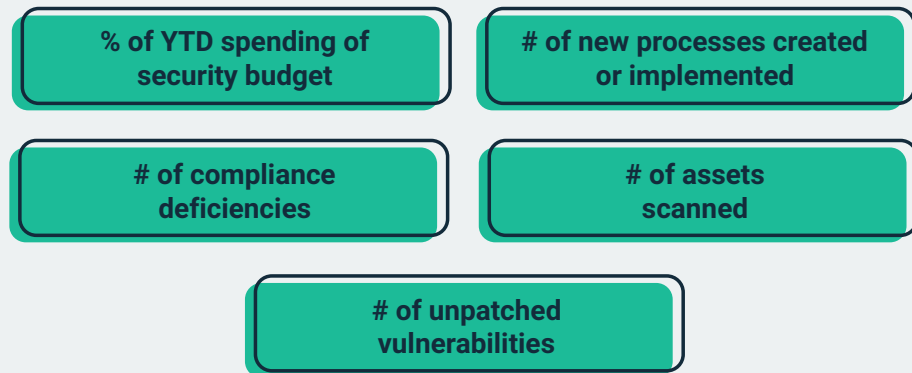 % of YTD spending of
security budget
# of new processes created
or implemented
# of compliance
deficiencies
# of assets
scanned
# of unpatched
vulnerabilities